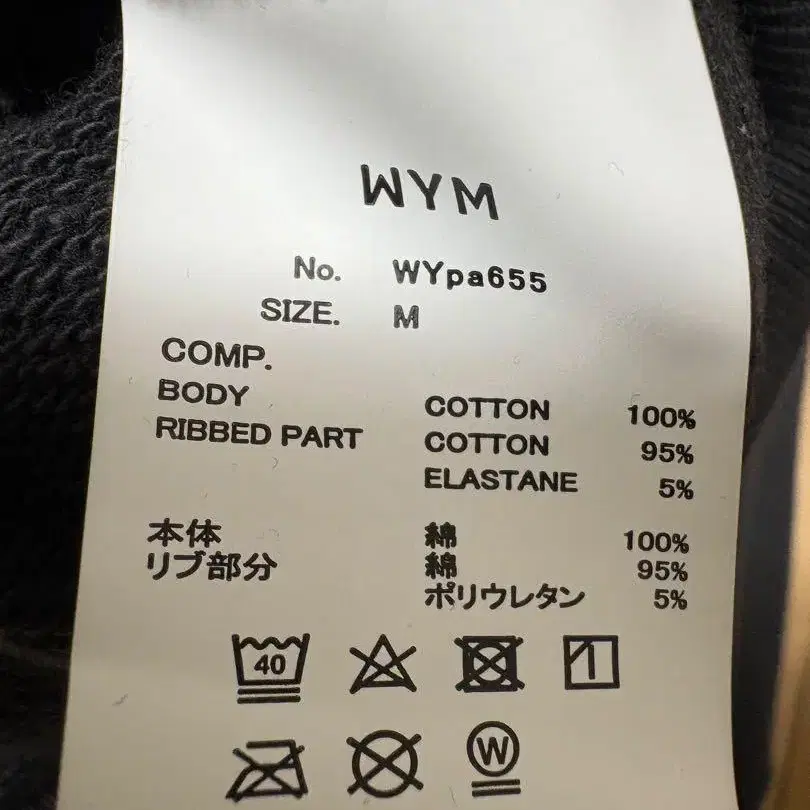 WYM
No. WYpa655
SIZE. M
COMP.
BODY COTTON 100%
RIBBED PART COTTON 95%
ELASTANE 5%
本体 綿 100%
リブ部分 綿 95%
ポリウレタン 5%
40
W